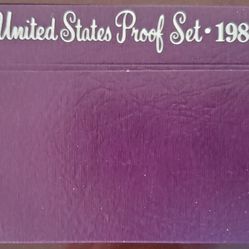 United States Proof Set • 198